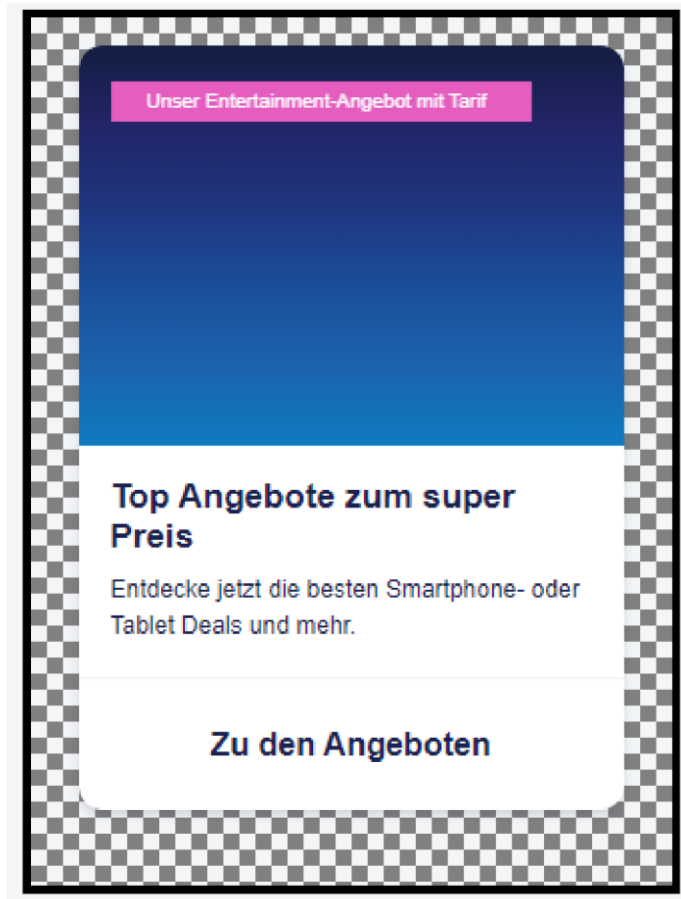 Unser Entertainment-Angebot mit Tarif
Top Angebote zum super
Preis
Entdecke jetzt die besten Smartphone- oder
Tablet Deals und mehr.
Zu den Angeboten